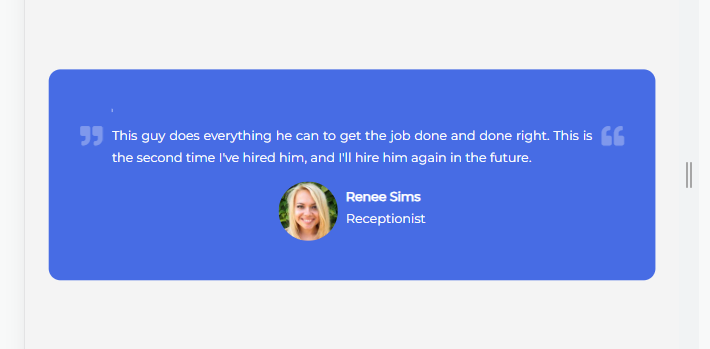 ” This guy does everything he can to get the job done and done right. This is “
the second time I've hired him, and I'll hire him again in the future.
Renee Sims
Receptionist